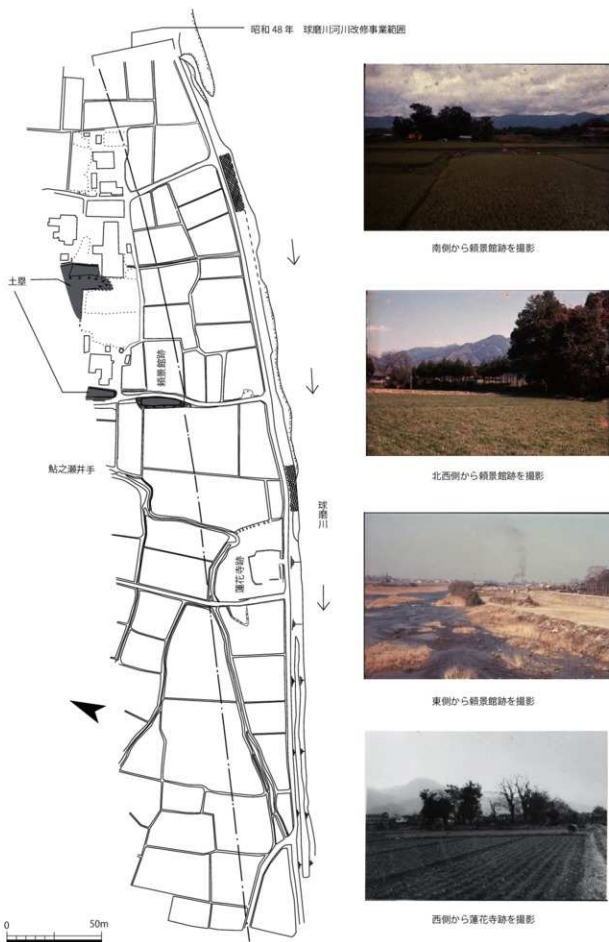 昭和 48 年　球磨川河川改修事業範囲
土塁
頼景館跡
鮎之瀬井手
球磨川
蓮花寺跡
0
50m
南側から頼景館跡を撮影
北西側から頼景館跡を撮影
東側から頼景館跡を撮影
西側から蓮花寺跡を撮影